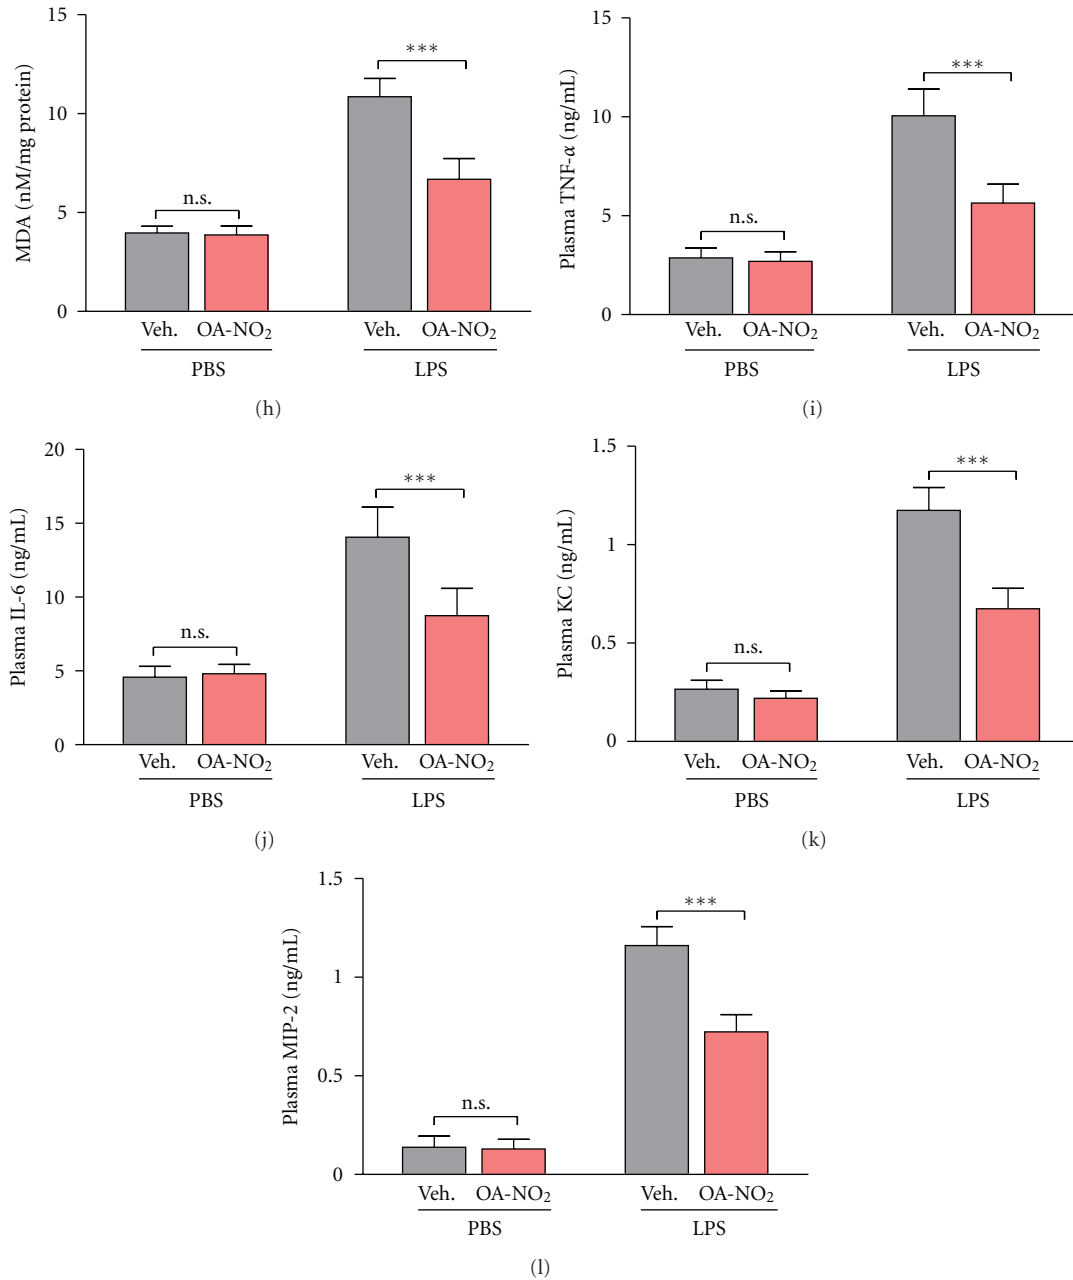 15
10
5
0
MDA (nM/mg protein)
n.s.
***
Veh. OA-NO2 Veh. OA-NO2
PBS LPS
(h)
15
10
5
0
Plasma TNF-α (ng/mL)
n.s.
***
Veh. OA-NO2 Veh. OA-NO2
PBS LPS
(i)
20
15
10
5
0
Plasma IL-6 (ng/mL)
n.s.
***
Veh. OA-NO2 Veh. OA-NO2
PBS LPS
(j)
1.5
1
0.5
0
Plasma KC (ng/mL)
n.s.
***
Veh. OA-NO2 Veh. OA-NO2
PBS LPS
(k)
1.5
1
0.5
0
Plasma MIP-2 (ng/mL)
n.s.
***
Veh. OA-NO2 Veh. OA-NO2
PBS LPS
(l)